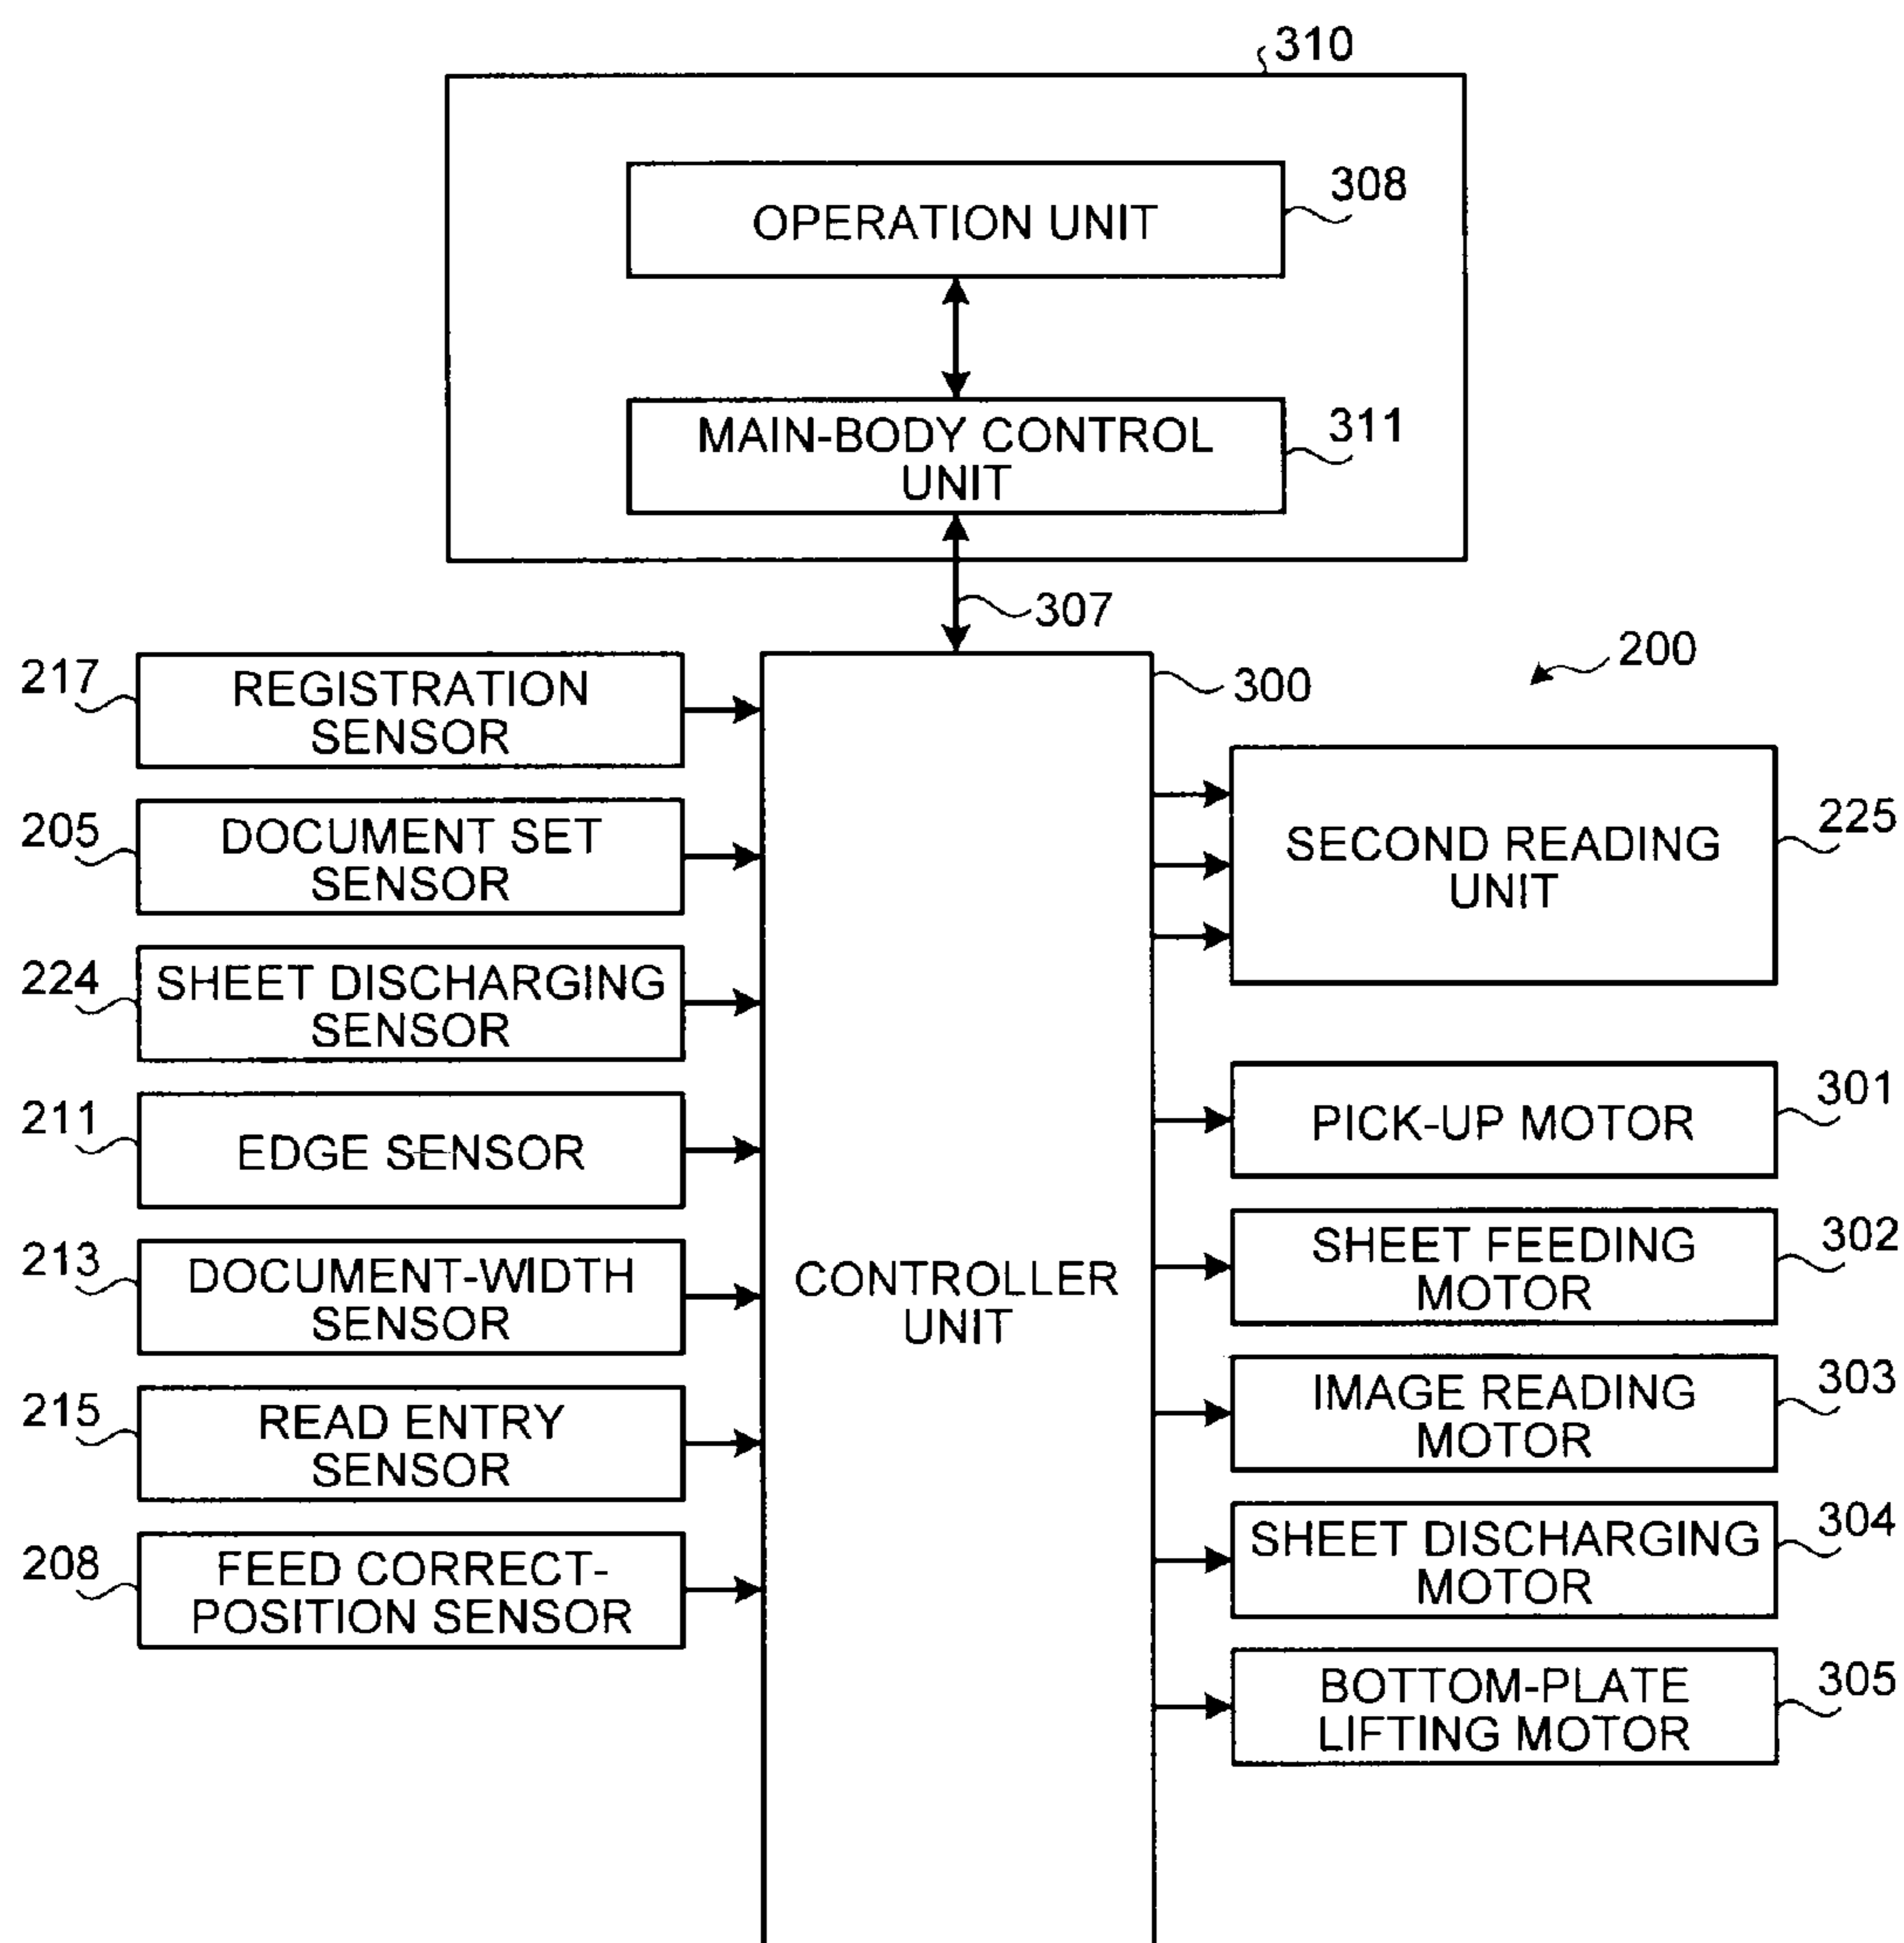 310
OPERATION UNIT
308
MAIN-BODY CONTROL
UNIT
311
307
217
REGISTRATION
SENSOR
205
DOCUMENT SET
SENSOR
224
SHEET DISCHARGING
SENSOR
211
EDGE SENSOR
213
DOCUMENT-WIDTH
SENSOR
215
READ ENTRY
SENSOR
208
FEED CORRECT-
POSITION SENSOR
300
CONTROLLER
UNIT
200
SECOND READING
UNIT
225
PICK-UP MOTOR
301
SHEET FEEDING
MOTOR
302
IMAGE READING
MOTOR
303
SHEET DISCHARGING
MOTOR
304
BOTTOM-PLATE
LIFTING MOTOR
305